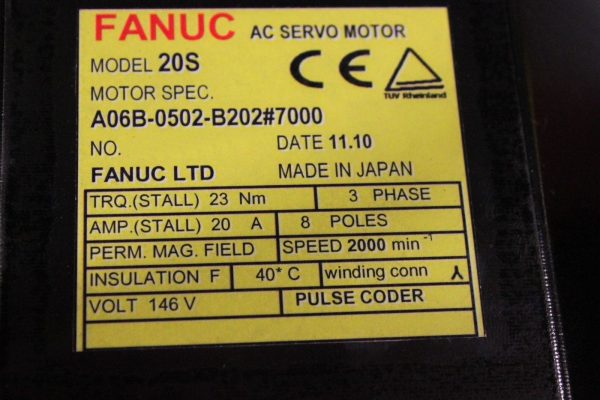 FANUC AC SERVO MOTOR
MODEL 20S
CE
TUV Rheinland
MOTOR SPEC.
A06B-0502-B202#7000
NO. DATE 11.10
FANUC LTD MADE IN JAPAN
TRQ.(STALL) 23 Nm 3 PHASE
AMP.(STALL) 20 A 8 POLES
PERM. MAG. FIELD SPEED 2000 min⁻¹
INSULATION F 40* C winding conn
VOLT 146 V PULSE CODER